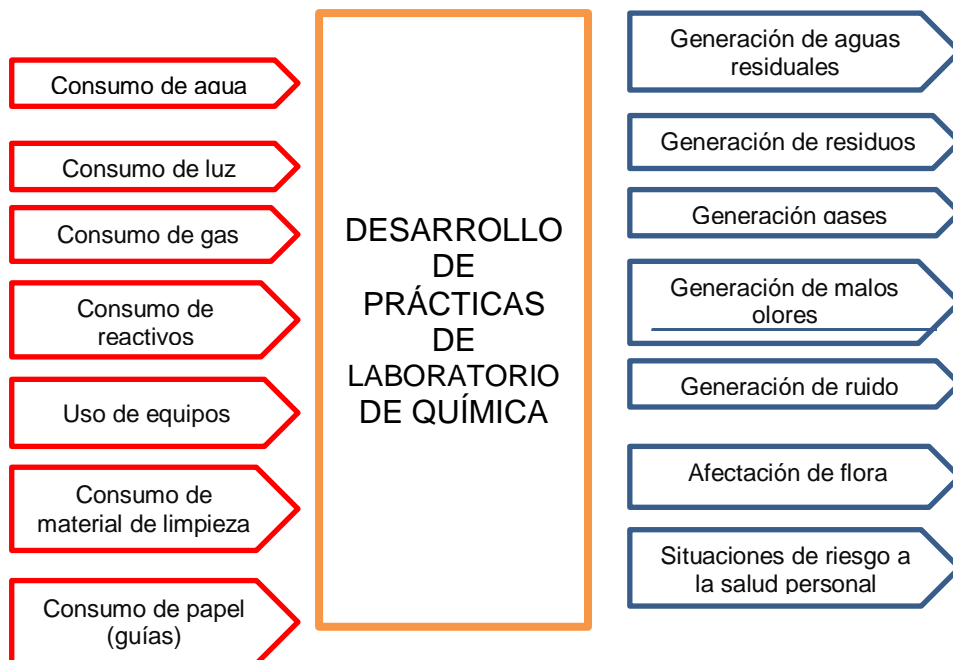 Consumo de agua
Consumo de luz
Consumo de gas
Consumo de
reactivos
Uso de equipos
Consumo de
material de limpieza
Consumo de papel
(guías)
DESARROLLO
DE
PRÁCTICAS
DE
LABORATORIO
DE QUÍMICA
Generación de aguas
residuales
Generación de residuos
Generación gases
Generación de malos
olores
Generación de ruido
Afectación de flora
Situaciones de riesgo a
la salud personal